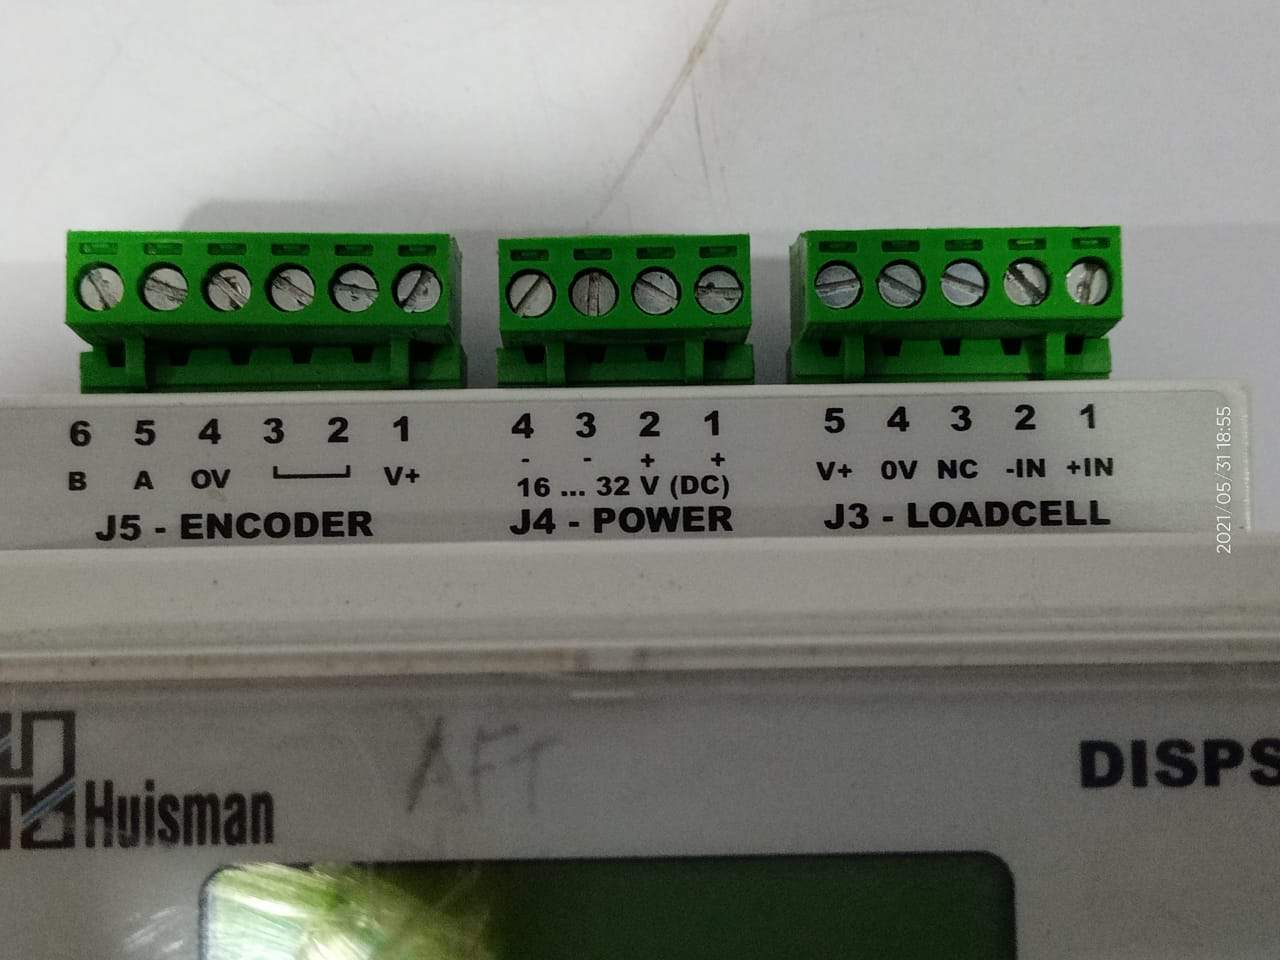 6 5 4 3 2 1
B A 0V V+
J5 - ENCODER
4 3 2 1
- - + +
16 ... 32 V (DC)
J4 - POWER
5 4 3 2 1
V+ 0V NC -IN +IN
J3 - LOADCELL
2021/05/31 18:55
Huisman
AFT
DISPS